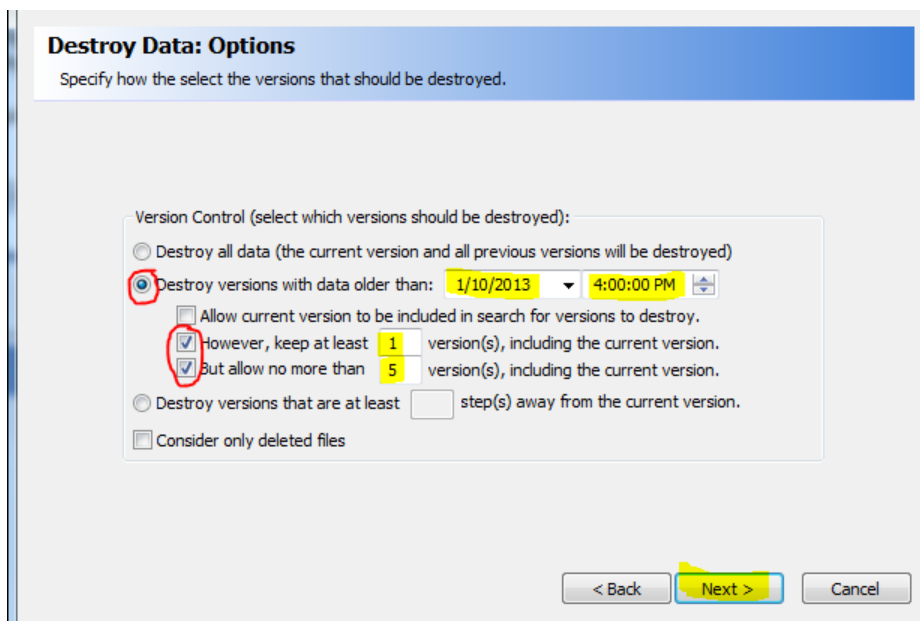 Destroy Data: Options
Specify how the select the versions that should be destroyed.
Version Control (select which versions should be destroyed):
Destroy all data (the current version and all previous versions will be destroyed)
Destroy versions with data older than: 1/10/2013 4:00:00 PM
Allow current version to be included in search for versions to destroy.
However, keep at least 1 version(s), including the current version.
But allow no more than 5 version(s), including the current version.
Destroy versions that are at least step(s) away from the current version.
Consider only deleted files
< Back Next > Cancel